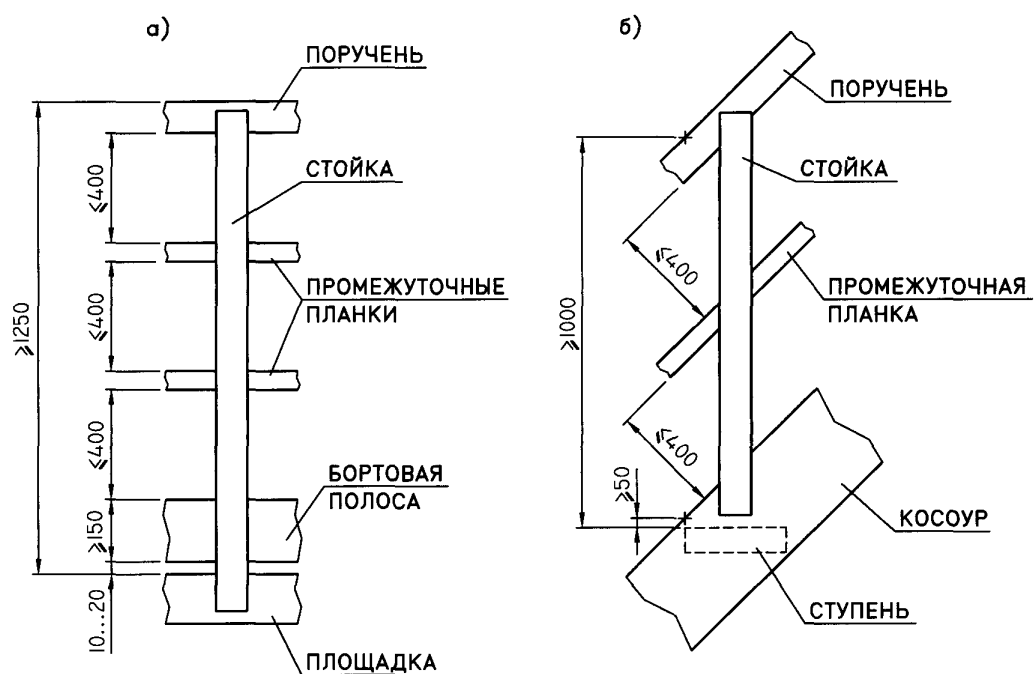 а)
ПОРУЧЕНЬ
СТОЙКА
ПРОМЕЖУТОЧНЫЕ
ПЛАНКИ
БОРТОВАЯ
ПОЛОСА
ПЛОЩАДКА
⩾1250
⩽400
⩽400
⩽400
⩾150
10...20
б)
ПОРУЧЕНЬ
СТОЙКА
ПРОМЕЖУТОЧНАЯ
ПЛАНКА
КОСОУР
СТУПЕНЬ
⩾1000
⩽400
⩽400
⩾50